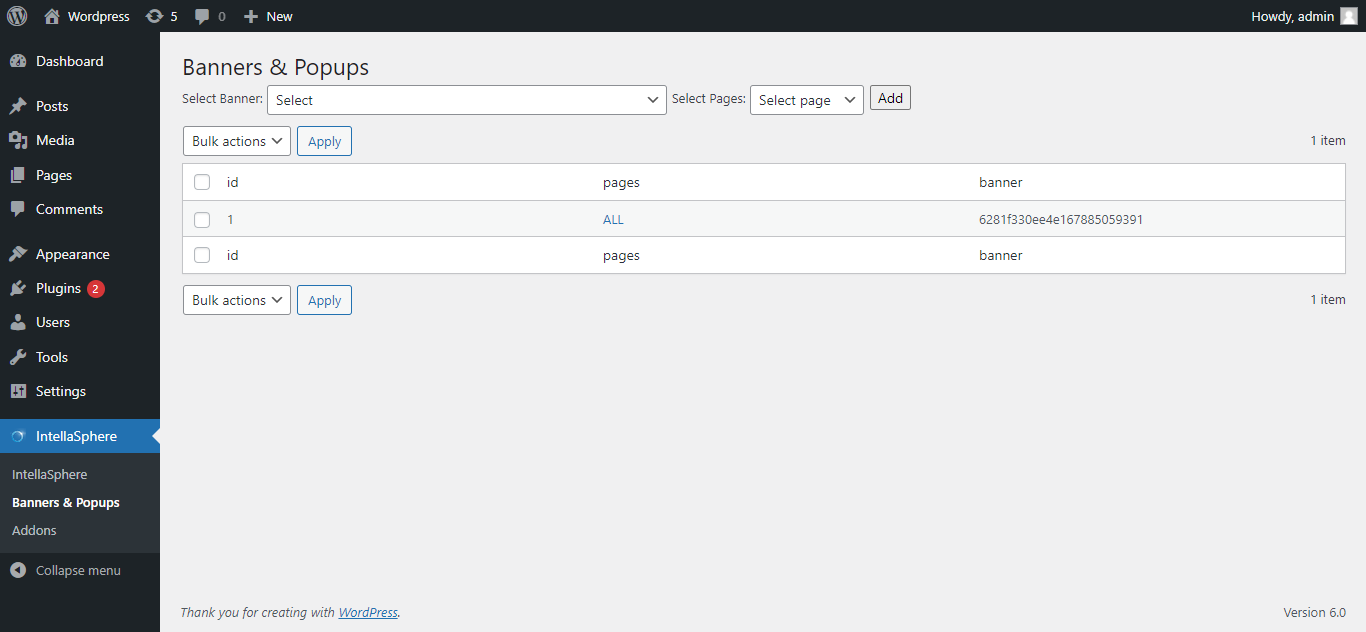 Wordpress 5 0 New Howdy, admin
Dashboard
Posts
Media
Pages
Comments
Appearance
Plugins 2
Users
Tools
Settings
IntellaSphere
IntellaSphere
Banners & Popups
Addons
Collapse menu
Banners & Popups
Select Banner: Select Select Pages: Select page Add
Bulk actions Apply 1 item
id pages banner
1 ALL 6281f330ee4e167885059391
id pages banner
Bulk actions Apply 1 item
Thank you for creating with WordPress. Version 6.0